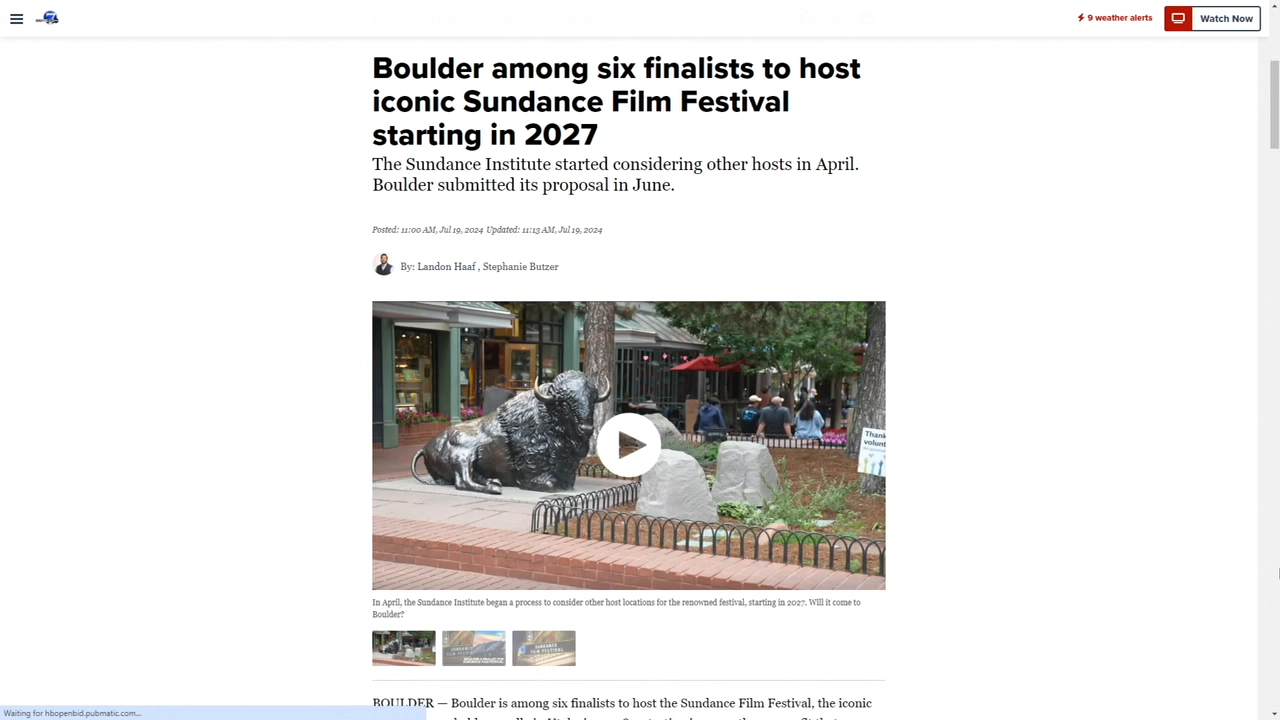 9 weather alerts
Watch Now
Boulder among six finalists to host
iconic Sundance Film Festival
starting in 2027
The Sundance Institute started considering other hosts in April.
Boulder submitted its proposal in June.
Posted: 11:00 AM, Jul 19, 2024 Updated: 11:13 AM, Jul 19, 2024
By: Landon Haaf , Stephanie Butzer
In April, the Sundance Institute began a process to consider other host locations for the renowned festival, starting in 2027. Will it come to
Boulder?
BOULDER — Boulder is among six finalists to host the Sundance Film Festival, the iconic
Waiting for hbopenbid.pubmatic.com...